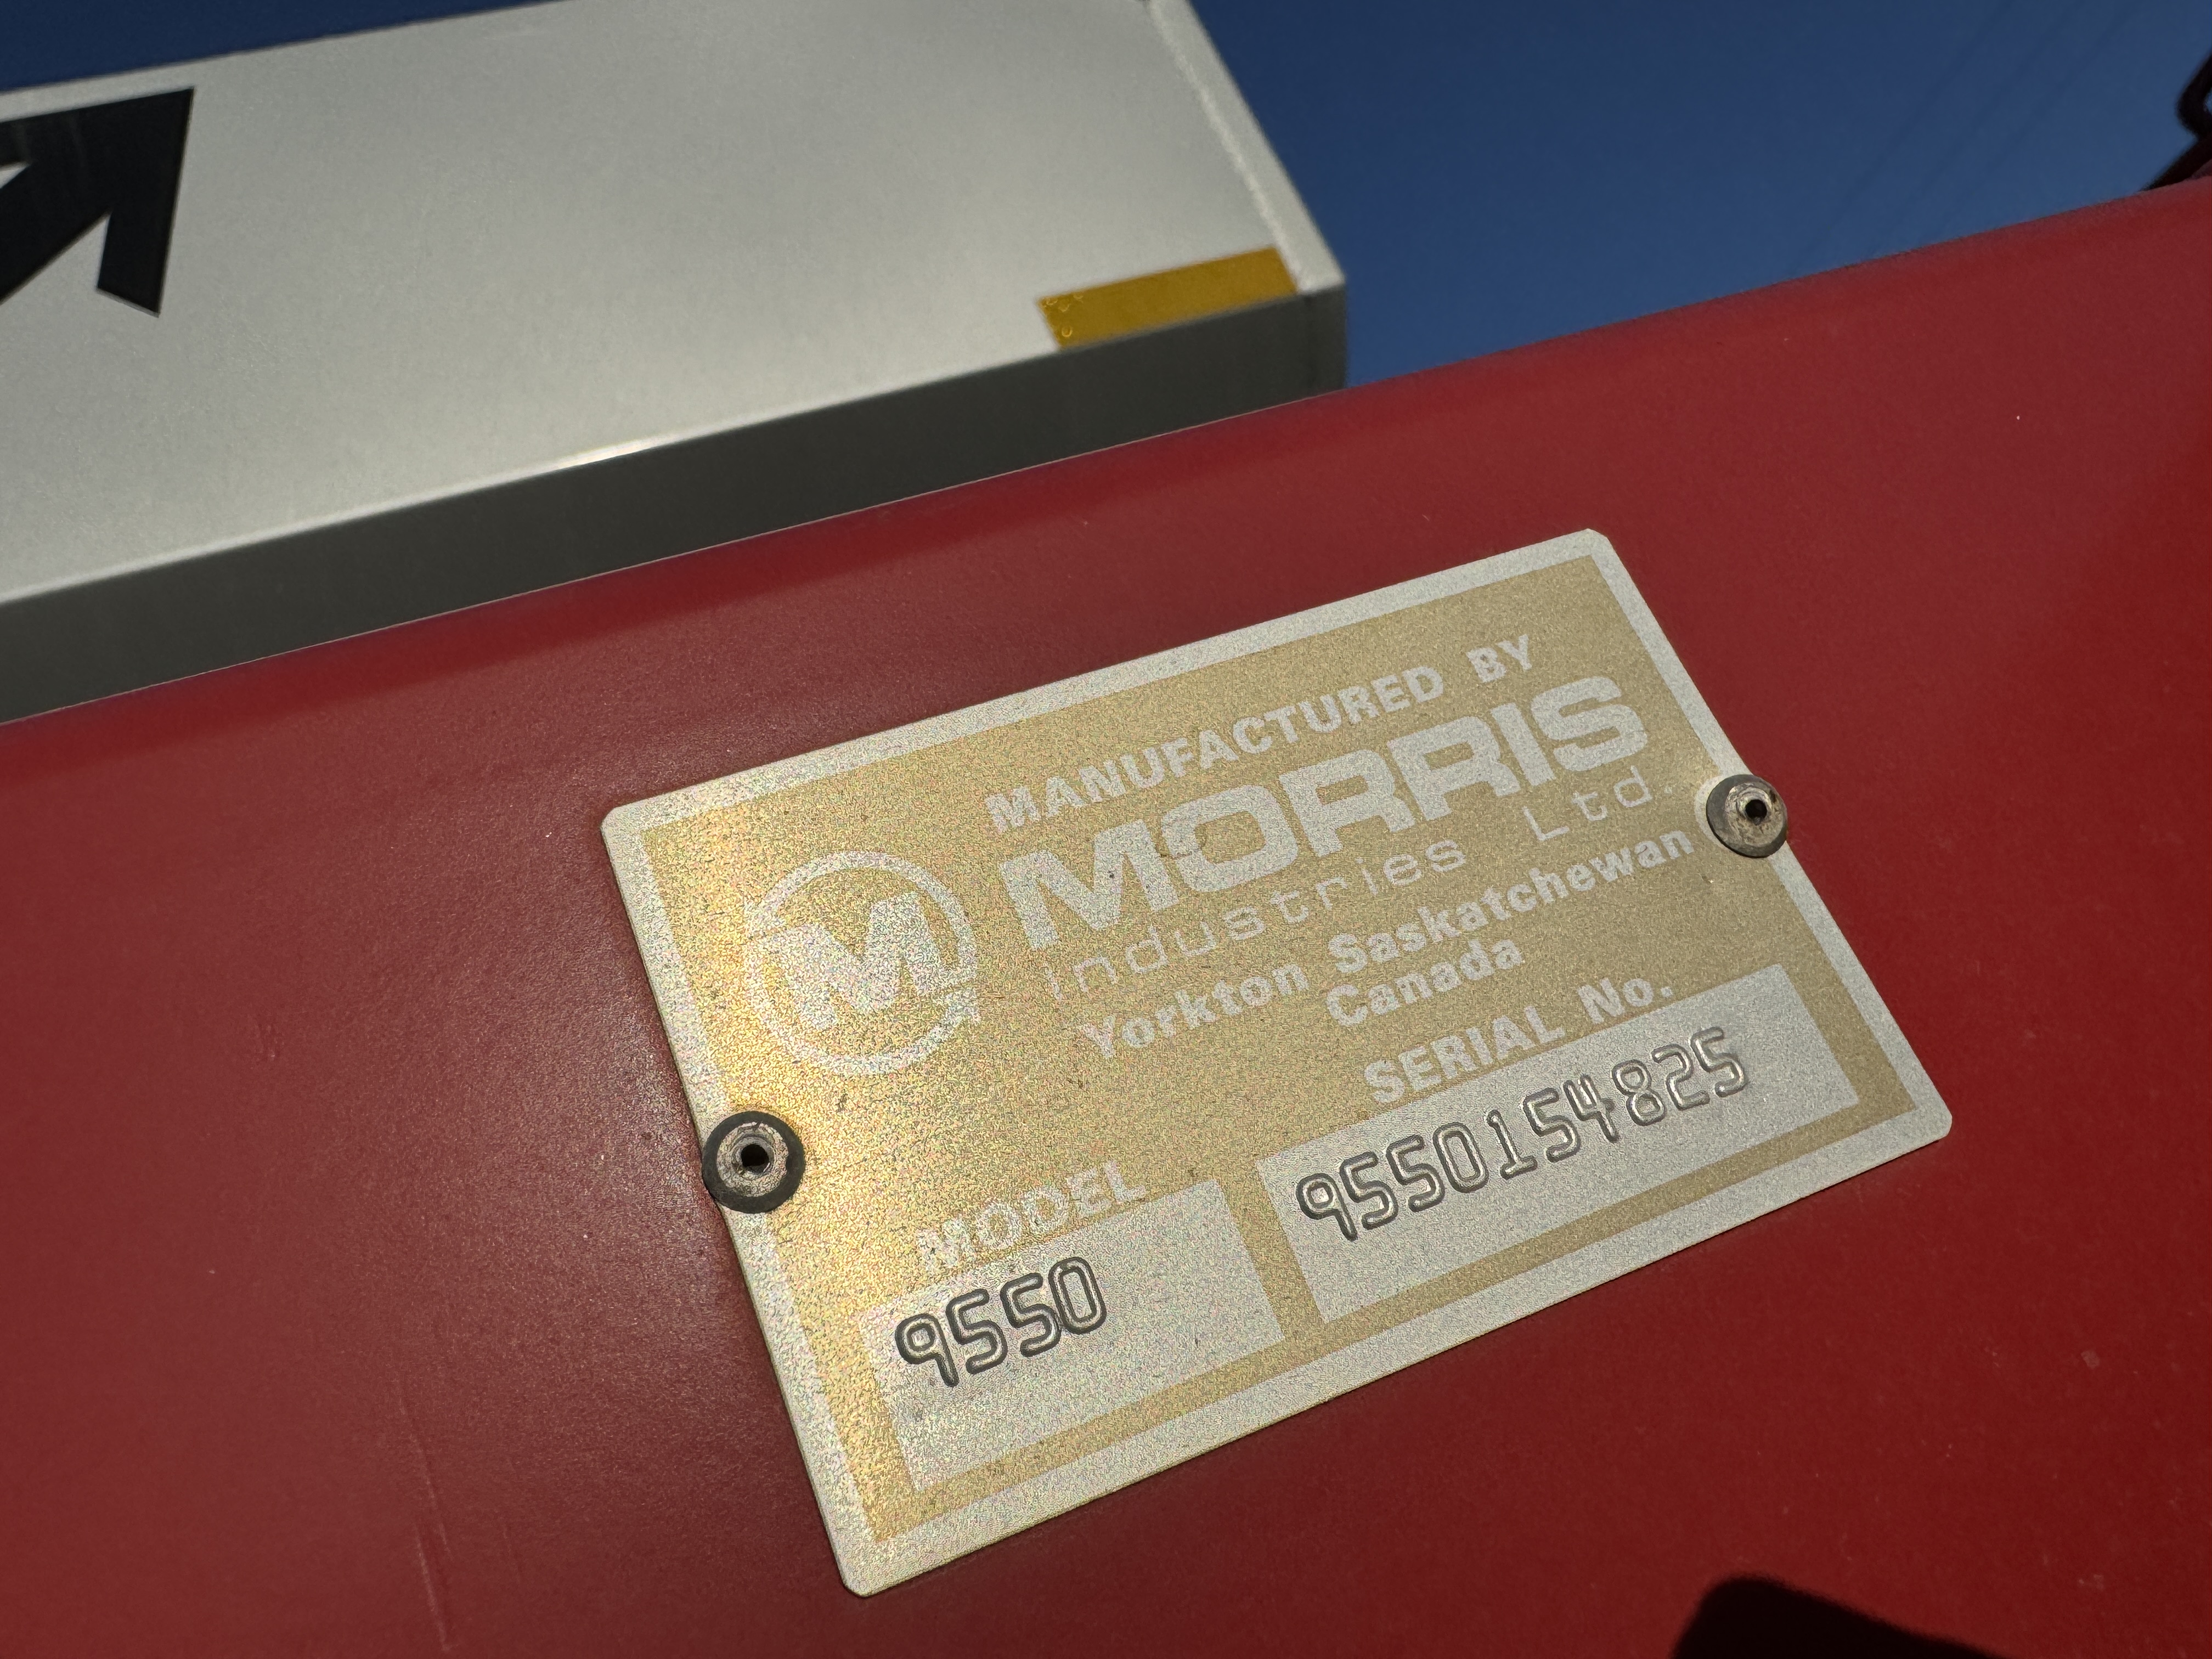 MANUFACTURED BY
M MORRIS
Industries Ltd.
Yorkton Saskatchewan
Canada
SERIAL No.
9550154825
MODEL
9550